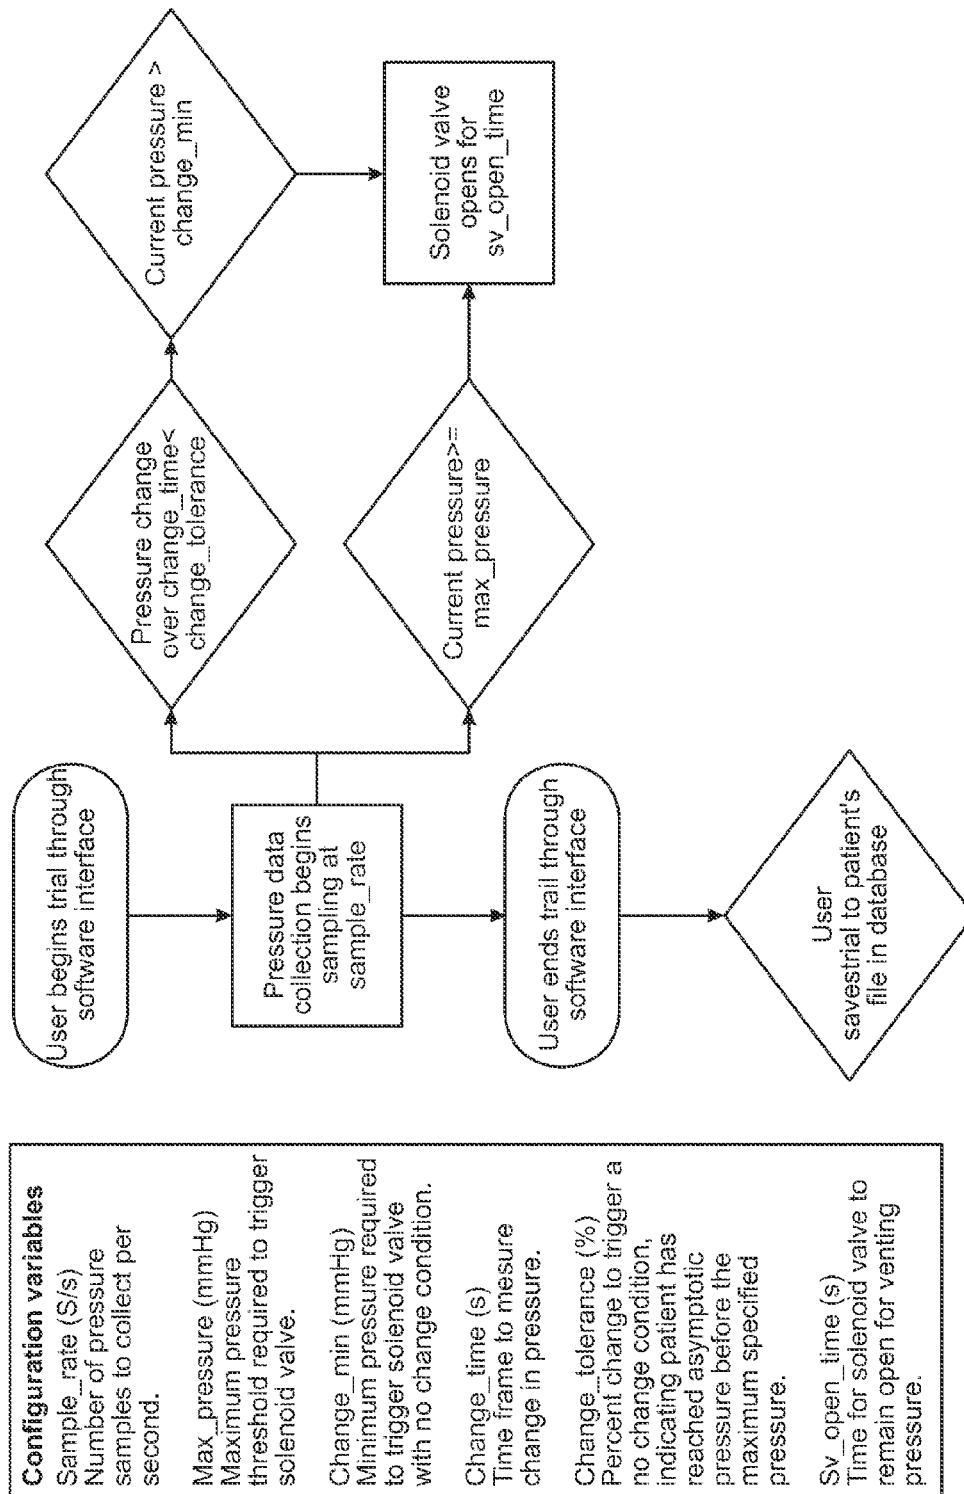 Configuration variables
Sample_rate (S/s)
Number of pressure
samples to collect per
second.
Max_pressure (mmHg)
Maximum pressure
threshold required to trigger
solenoid valve.
Change_min (mmHg)
Minimum pressure required
to trigger solenoid valve
with no change condition.
Change_time (s)
Time frame to mesure
change in pressure.
Change_tolerance (%)
Percent change to trigger a
no change condition,
indicating patient has
reached asymptotic
pressure before the
maximum specified
pressure.
Sv_open_time (s)
Time for solenoid valve to
remain open for venting
pressure.
User begins trial through
software interface
Pressure data
collection begins
sampling at
sample_rate
User ends trail through
software interface
User
savestrial to patient's
file in database
Pressure change
over change_time<
change_tolerance
Current pressure>=
max_pressure
Current pressure >
change_min
Solenoid valve
opens for
sv_open_time